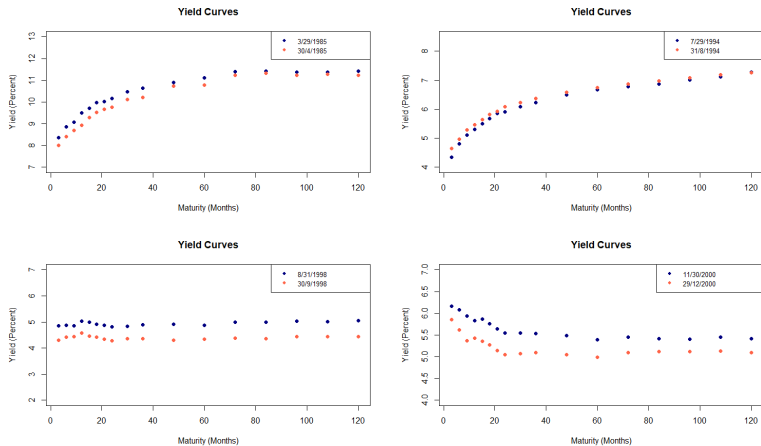 Yield Curves
3/29/1985
30/4/1985
Yield (Percent)
7 8 9 10 11 12 13
0 20 40 60 80 100 120
Maturity (Months)
Yield Curves
7/29/1994
31/8/1994
Yield (Percent)
4 5 6 7 8
0 20 40 60 80 100 120
Maturity (Months)
Yield Curves
8/31/1998
30/9/1998
Yield (Percent)
2 3 4 5 6 7
0 20 40 60 80 100 120
Maturity (Months)
Yield Curves
11/30/2000
29/12/2000
Yield (Percent)
4.0 4.5 5.0 5.5 6.0 6.5 7.0
0 20 40 60 80 100 120
Maturity (Months)